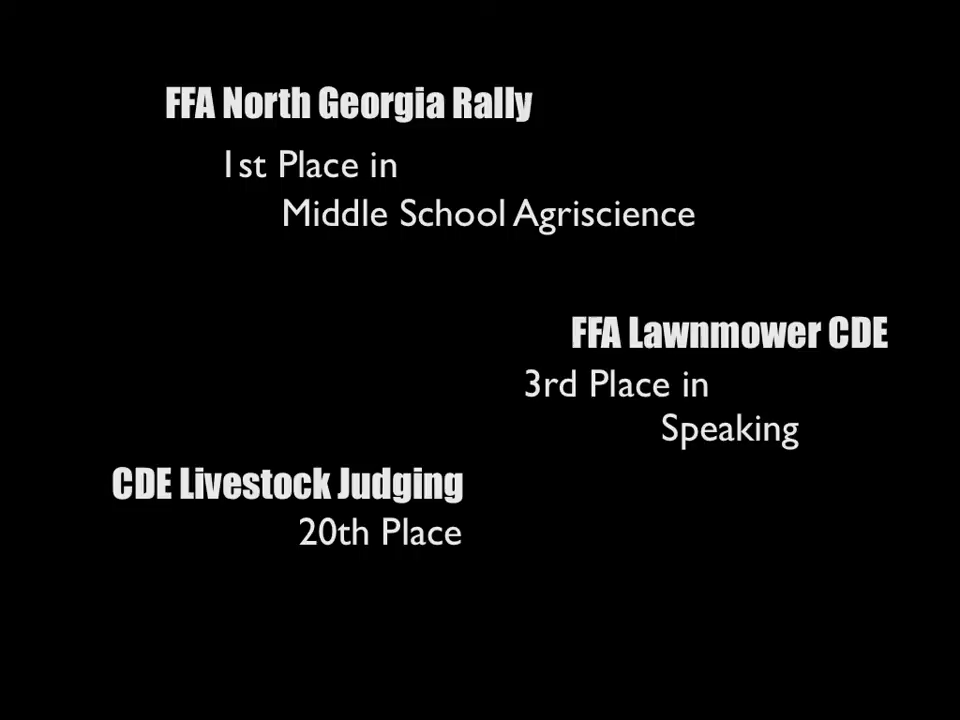 FFA North Georgia Rally
1st Place in
Middle School Agriscience
FFA Lawnmower CDE
3rd Place in
Speaking
CDE Livestock Judging
20th Place